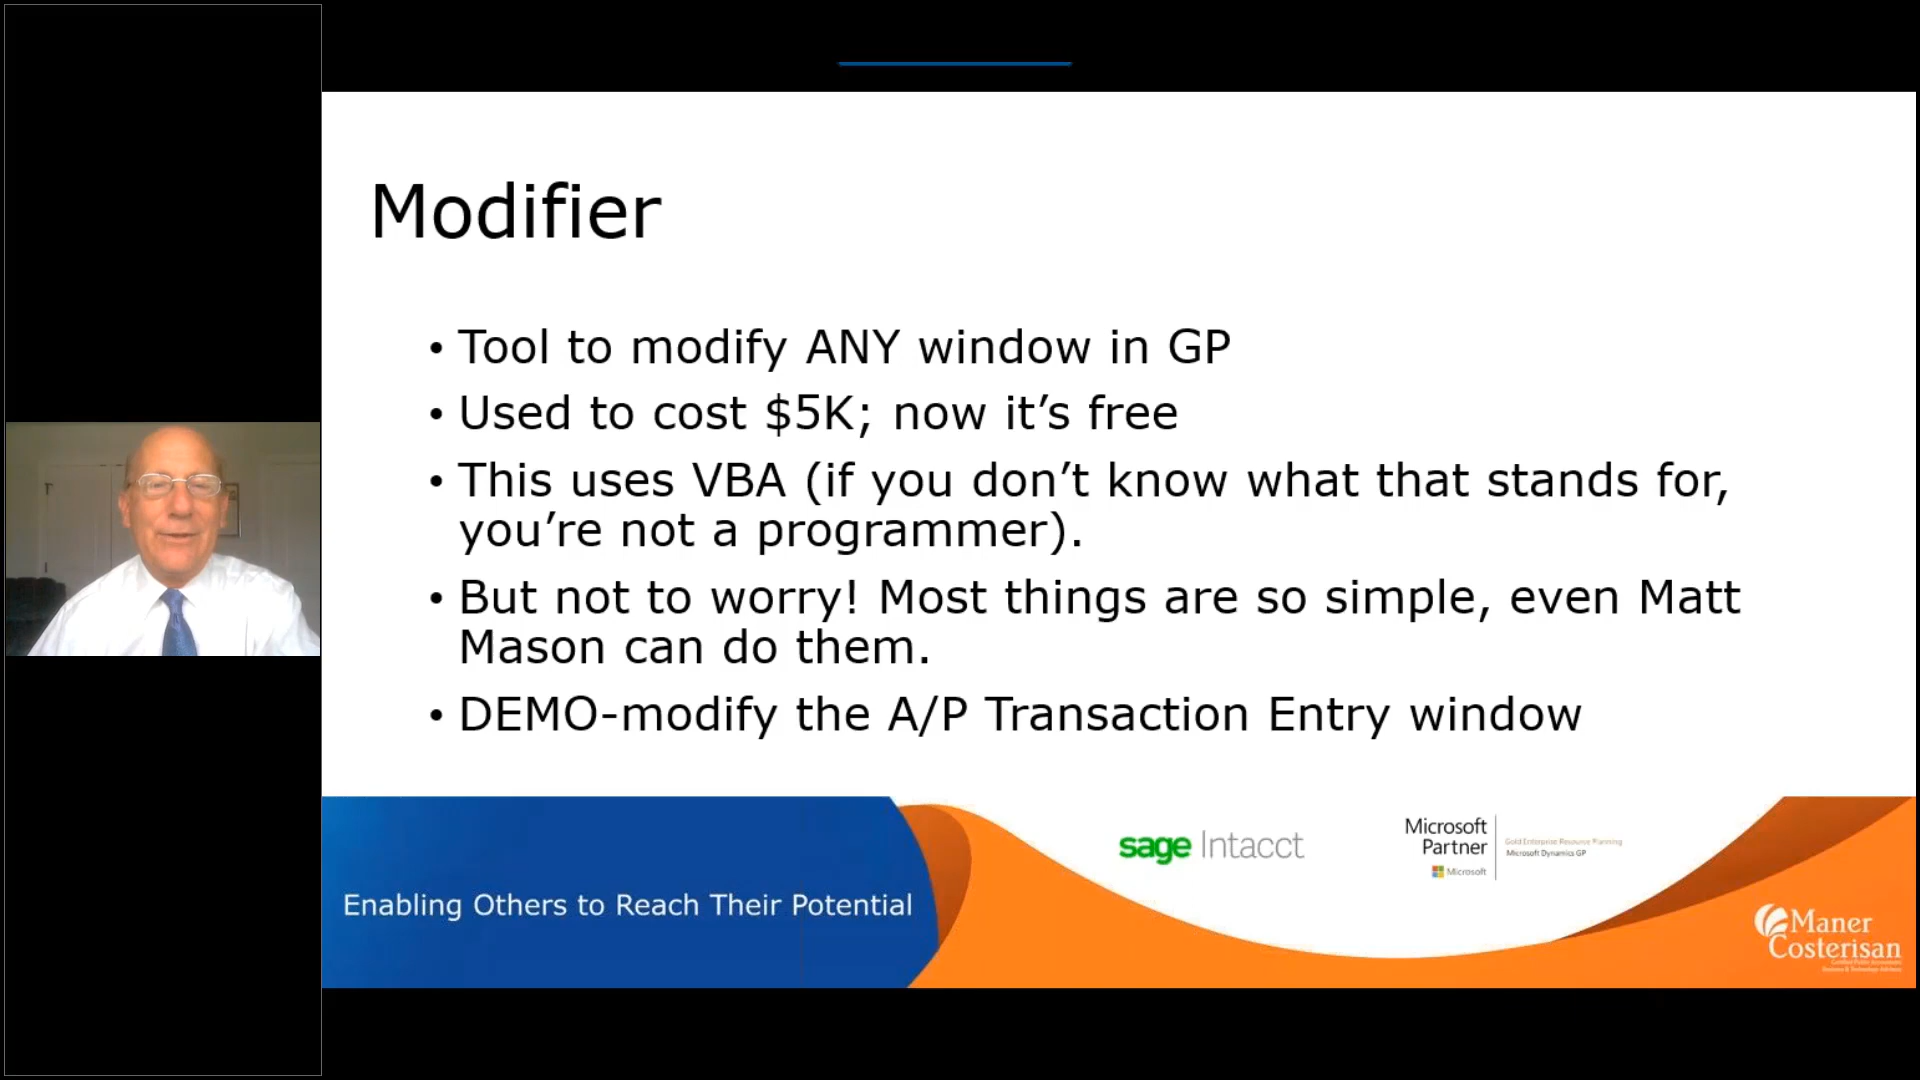 Modifier
• Tool to modify ANY window in GP
• Used to cost $5K; now it’s free
• This uses VBA (if you don’t know what that stands for,
you’re not a programmer).
• But not to worry! Most things are so simple, even Matt
Mason can do them.
• DEMO-modify the A/P Transaction Entry window
Enabling Others to Reach Their Potential
sage Intacct
Microsoft
Partner
Microsoft
Gold Enterprise Resource Planning
Microsoft Dynamics GP
Maner
Costerisan